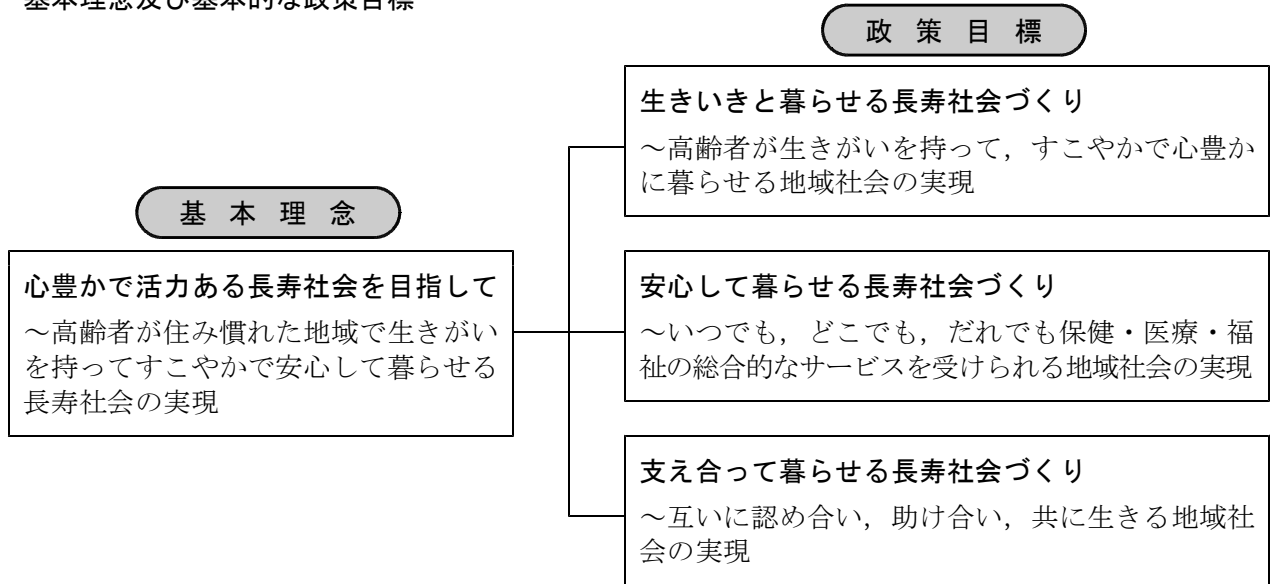 基本理念及び基本的な政策目標
政 策 目 標
生きいきと暮らせる長寿社会づくり
～高齢者が生きがいを持って，すこやかで心豊か
に暮らせる地域社会の実現
基 本 理 念
心豊かで活力ある長寿社会を目指して
～高齢者が住み慣れた地域で生きがい
を持ってすこやかで安心して暮らせる
長寿社会の実現
安心して暮らせる長寿社会づくり
～いつでも，どこでも，だれでも保健・医療・福
祉の総合的なサービスを受けられる地域社会の実現
支え合って暮らせる長寿社会づくり
～互いに認め合い，助け合い，共に生きる地域社
会の実現